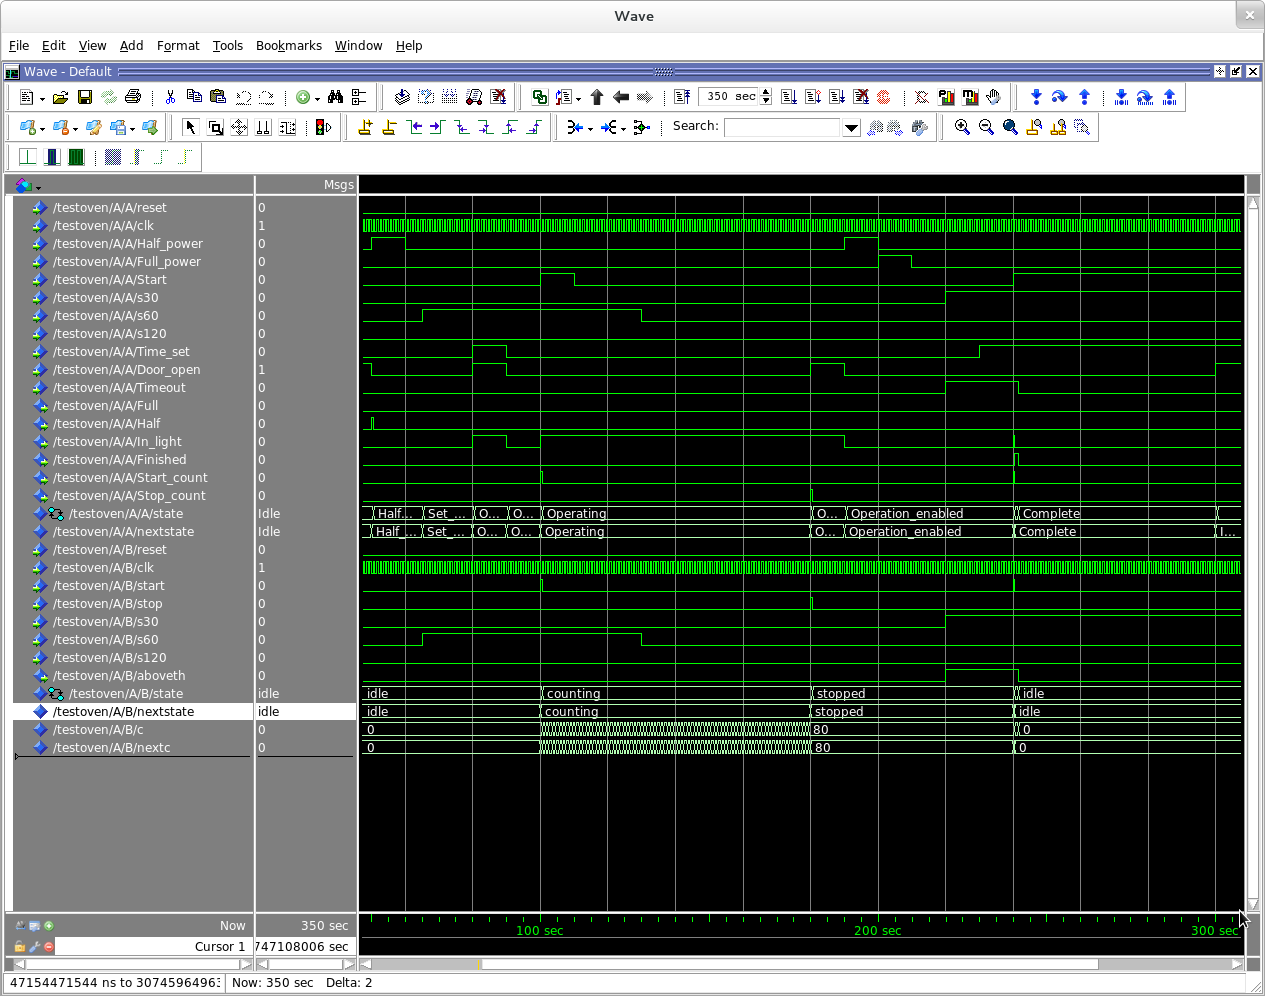 Wave
File Edit View Add Format Tools Bookmarks Window Help
Wave - Default
350 sec
Search:
Msgs
/testoven/A/A/reset 0
/testoven/A/A/clk 1
/testoven/A/A/Half_power 0
/testoven/A/A/Full_power 0
/testoven/A/A/Start 0
/testoven/A/A/s30 0
/testoven/A/A/s60 0
/testoven/A/A/s120 0
/testoven/A/A/Time_set 0
/testoven/A/A/Door_open 1
/testoven/A/A/Timeout 0
/testoven/A/A/Full 0
/testoven/A/A/Half 0
/testoven/A/A/In_light 0
/testoven/A/A/Finished 0
/testoven/A/A/Start_count 0
/testoven/A/A/Stop_count 0
/testoven/A/A/state Idle Half... Set_... O... O... Operating O... Operation_enabled Complete
/testoven/A/A/nextstate Idle Half_... Set_... O... O... Operating O... Operation_enabled Complete I...
/testoven/A/B/reset 0
/testoven/A/B/clk 1
/testoven/A/B/start 0
/testoven/A/B/stop 0
/testoven/A/B/s30 0
/testoven/A/B/s60 0
/testoven/A/B/s120 0
/testoven/A/B/aboveth 0
/testoven/A/B/state idle idle counting stopped idle
/testoven/A/B/nextstate idle idle counting stopped idle
/testoven/A/B/c 0 0 80 0
/testoven/A/B/nextc 0 0 80 0
Now 350 sec
100 sec 200 sec 300 sec
Cursor 1 747108006 sec
47154471544 ns to 3074596496 Now: 350 sec Delta: 2